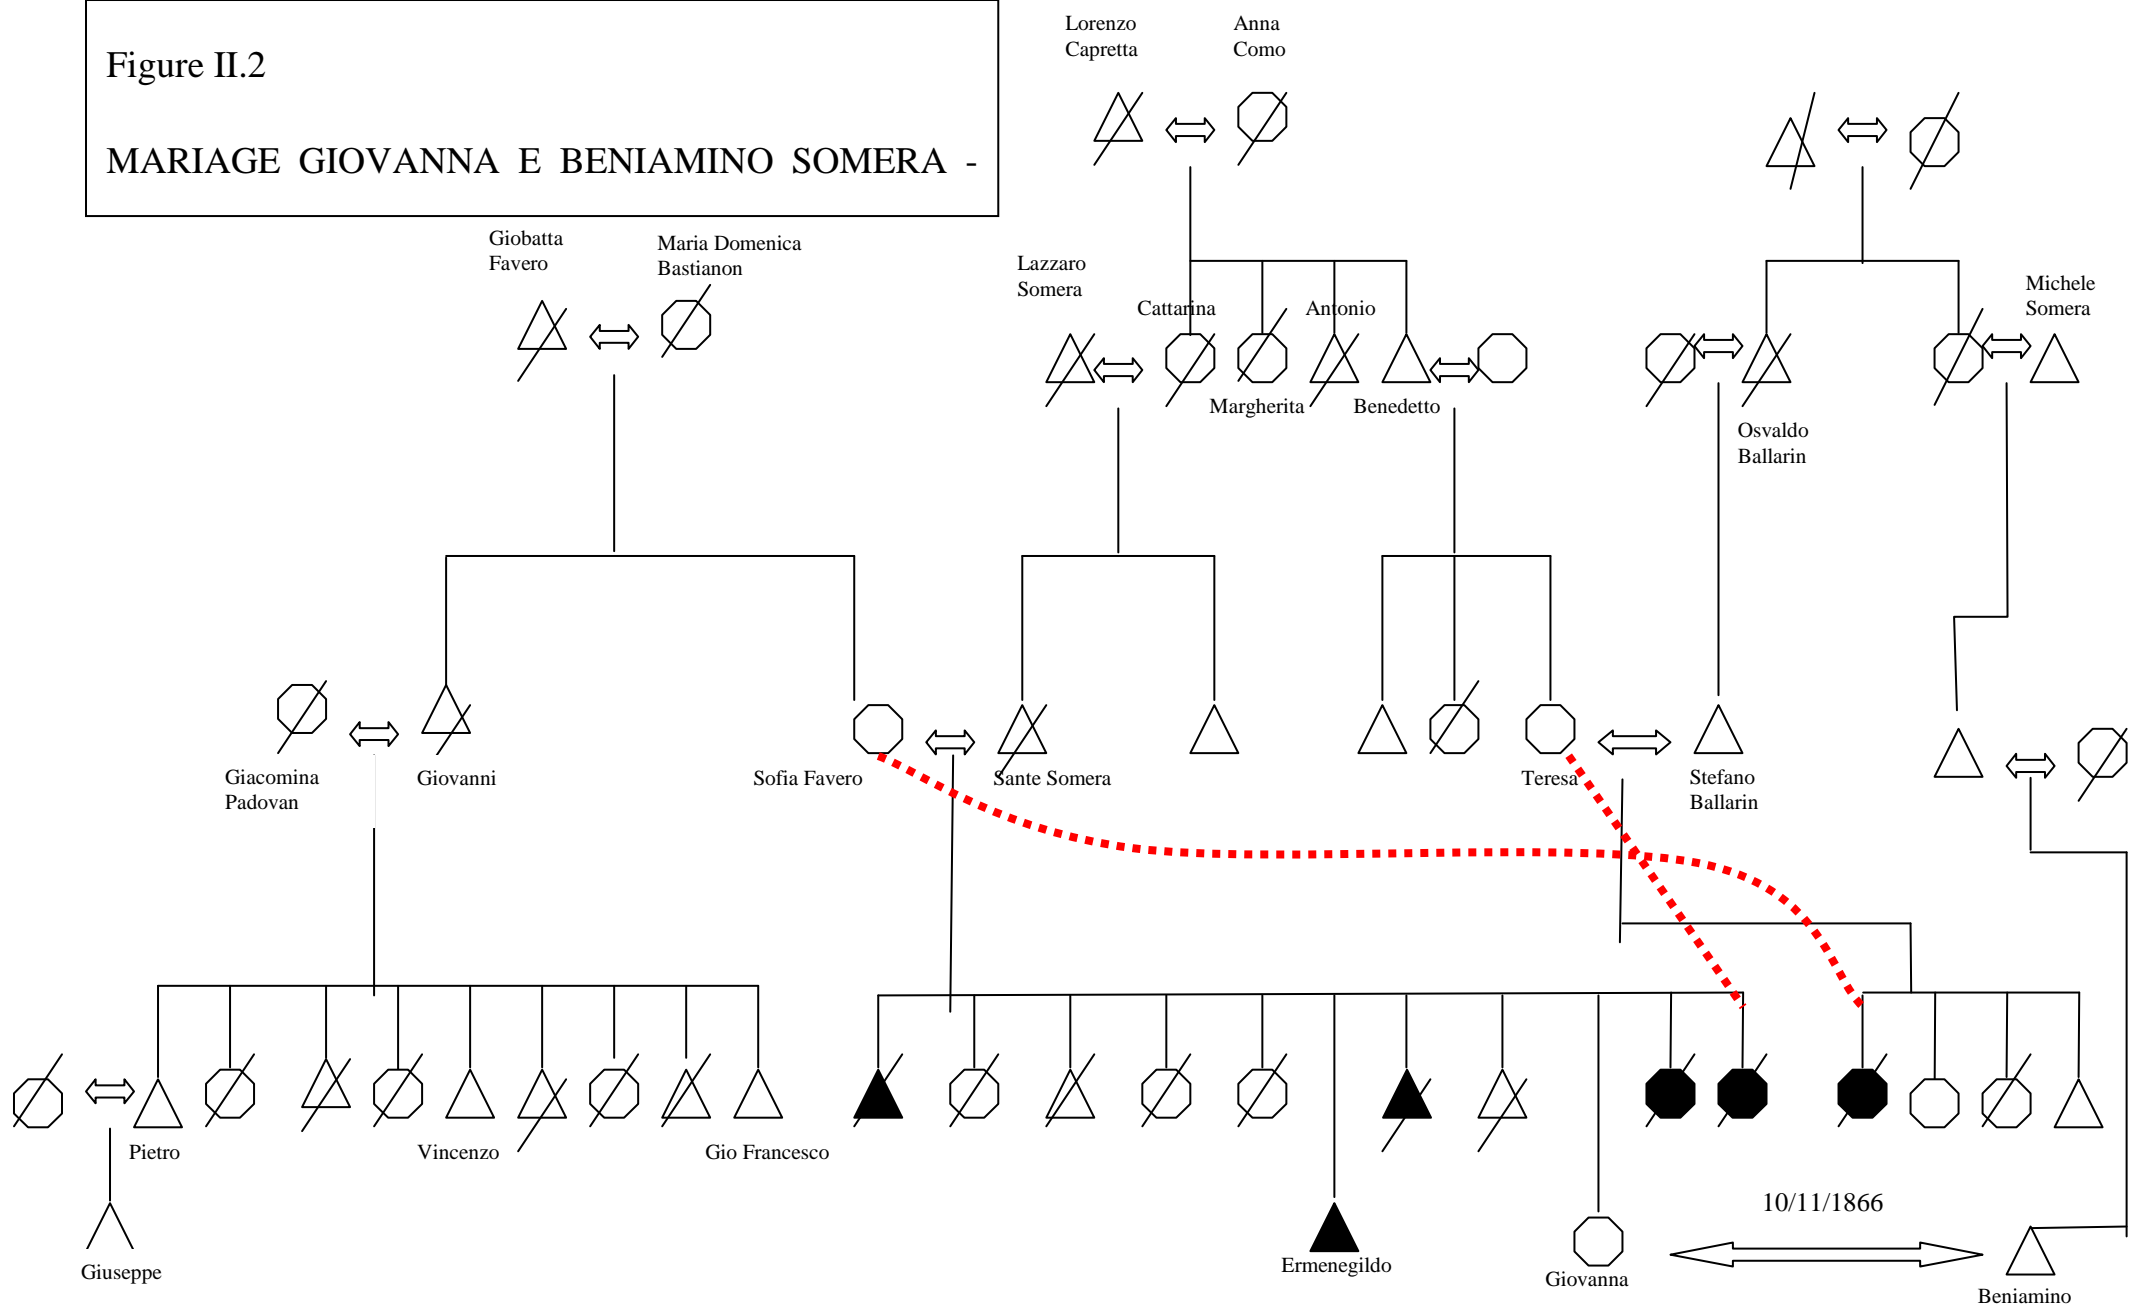 Figure II.2
MARIAGE GIOVANNA E BENIAMINO SOMERA -
Lorenzo
Capretta
Anna
Como
Giobatta
Favero
Maria Domenica
Bastianon
Lazzaro
Somera
Cattarina
Antonio
Michele
Somera
Margherita
Benedetto
Osvaldo
Ballarin
Giacomina
Padovan
Giovanni
Sofia Favero
Sante Somera
Teresa
Stefano
Ballarin
Pietro
Vincenzo
Gio Francesco
10/11/1866
Giuseppe
Ermenegildo
Giovanna
Beniamino